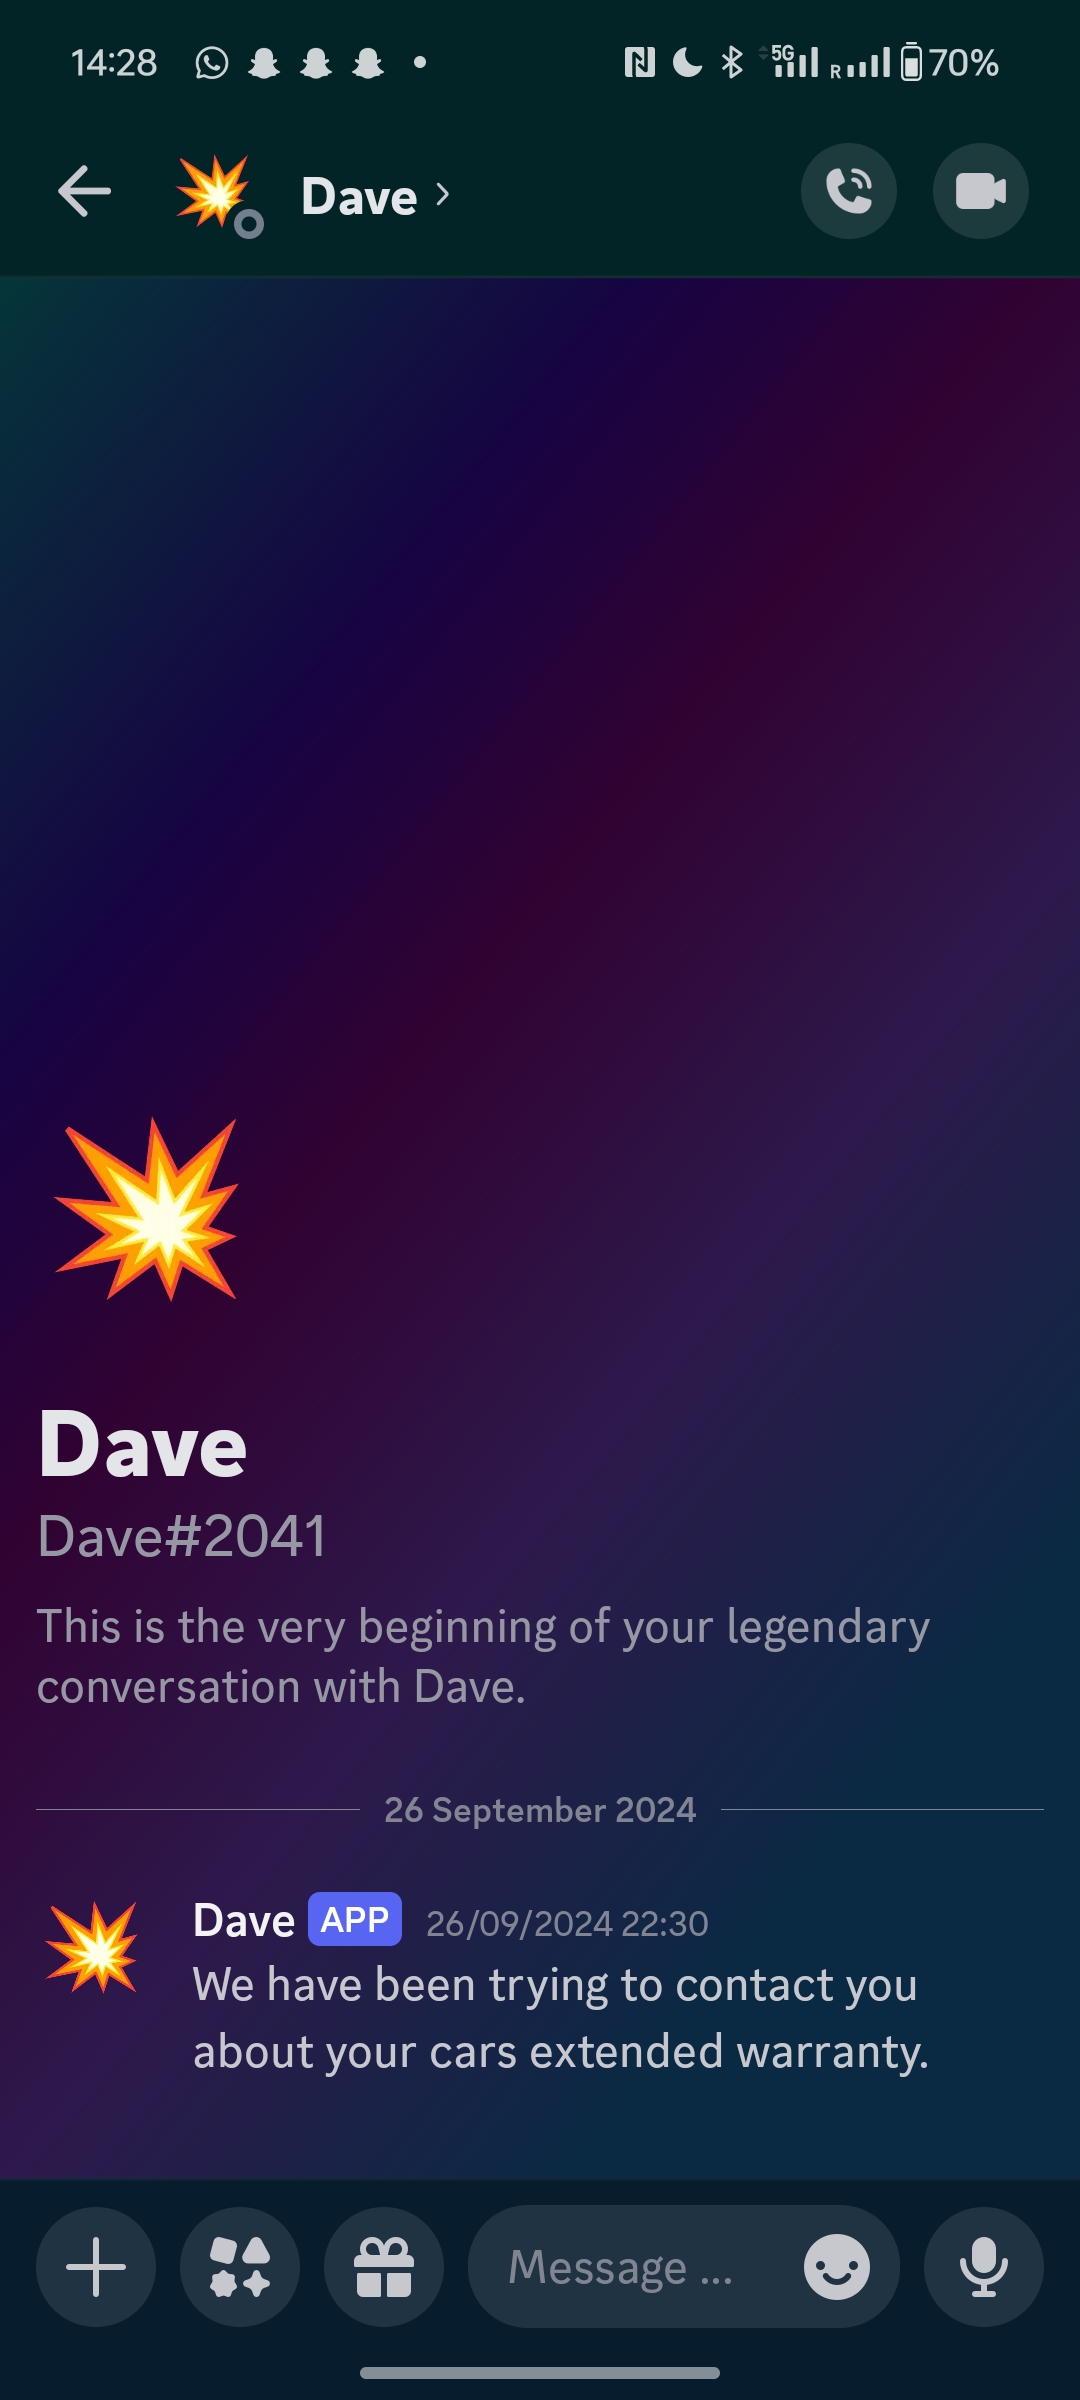 14:28 5G R 70%
Dave
Dave
Dave#2041
This is the very beginning of your legendary
conversation with Dave.
26 September 2024
Dave APP 26/09/2024 22:30
We have been trying to contact you
about your cars extended warranty.
Message ...